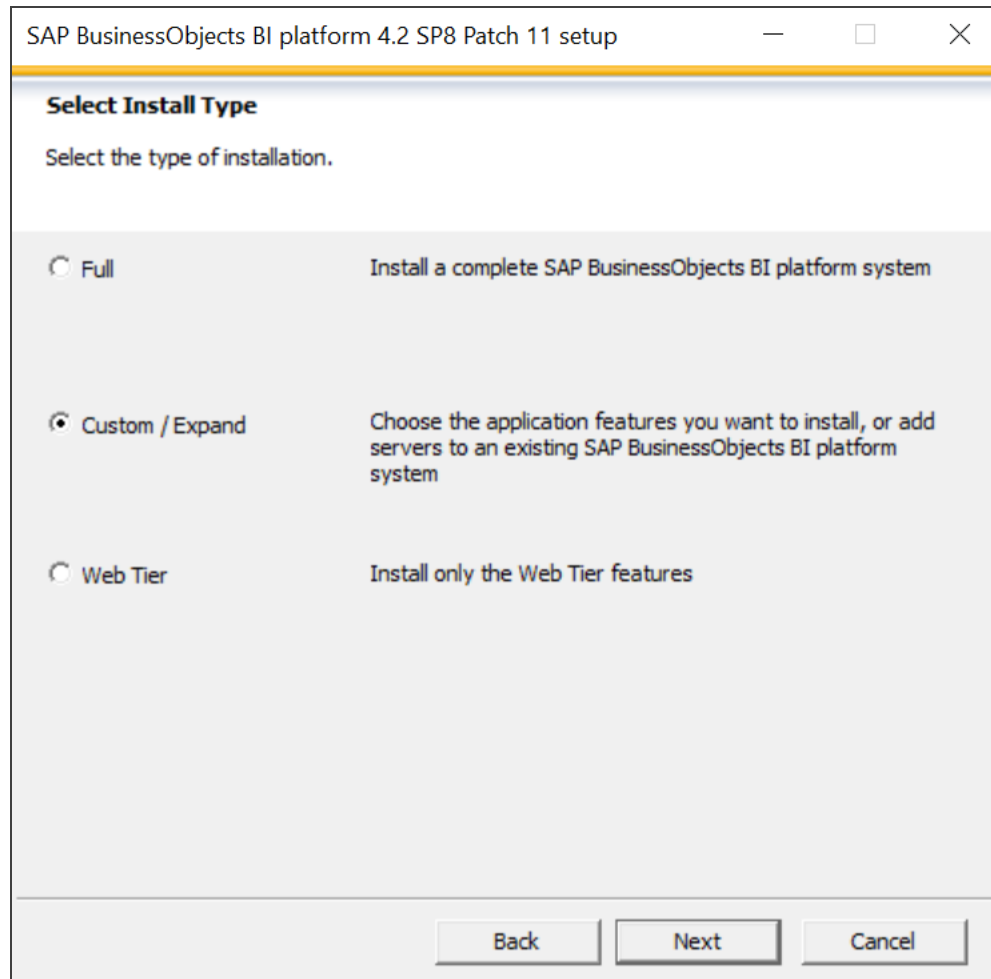 SAP BusinessObjects BI platform 4.2 SP8 Patch 11 setup
Select Install Type
Select the type of installation.
Full
Install a complete SAP BusinessObjects BI platform system
Custom / Expand
Choose the application features you want to install, or add
servers to an existing SAP BusinessObjects BI platform
system
Web Tier
Install only the Web Tier features
Back
Next
Cancel